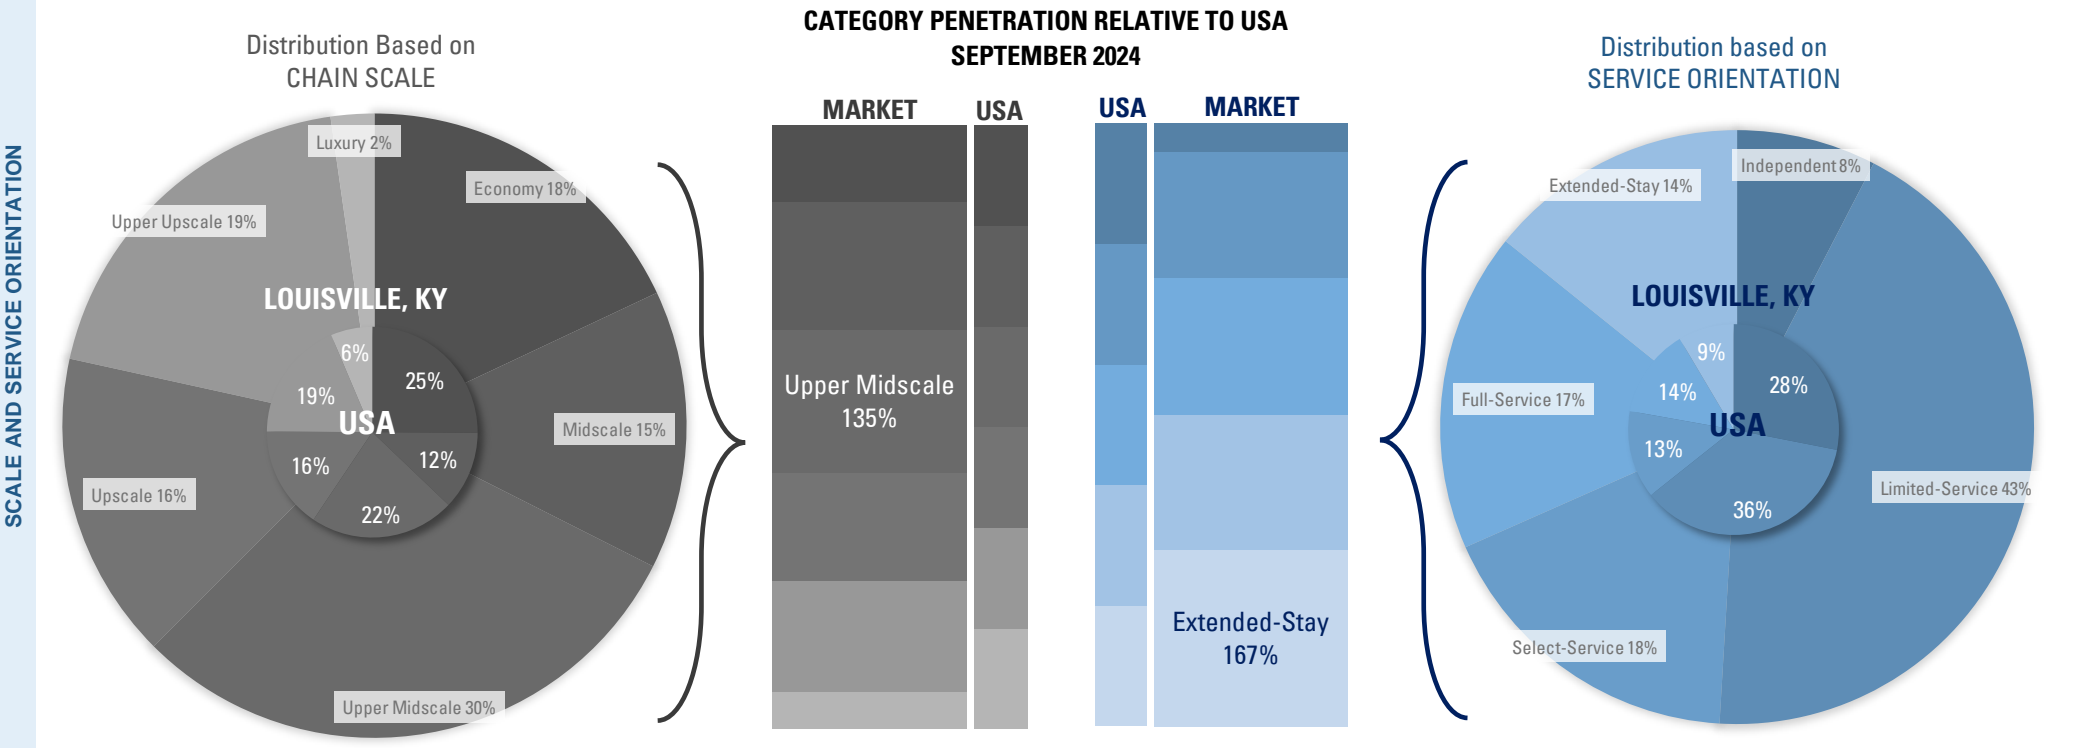 SCALE AND SERVICE ORIENTATION
Distribution Based on
CHAIN SCALE
Luxury 2%
Economy 18%
Upper Upscale 19%
LOUISVILLE, KY
6%
25%
19%
USA
Midscale 15%
12%
16%
Upscale 16%
22%
Upper Midscale 30%
CATEGORY PENETRATION RELATIVE TO USA
SEPTEMBER 2024
MARKET
USA
Upper Midscale
135%
USA
MARKET
Extended-Stay
167%
Distribution based on
SERVICE ORIENTATION
Independent 8%
Extended-Stay 14%
LOUISVILLE, KY
9%
28%
14%
Full-Service 17%
USA
13%
Limited-Service 43%
36%
Select-Service 18%